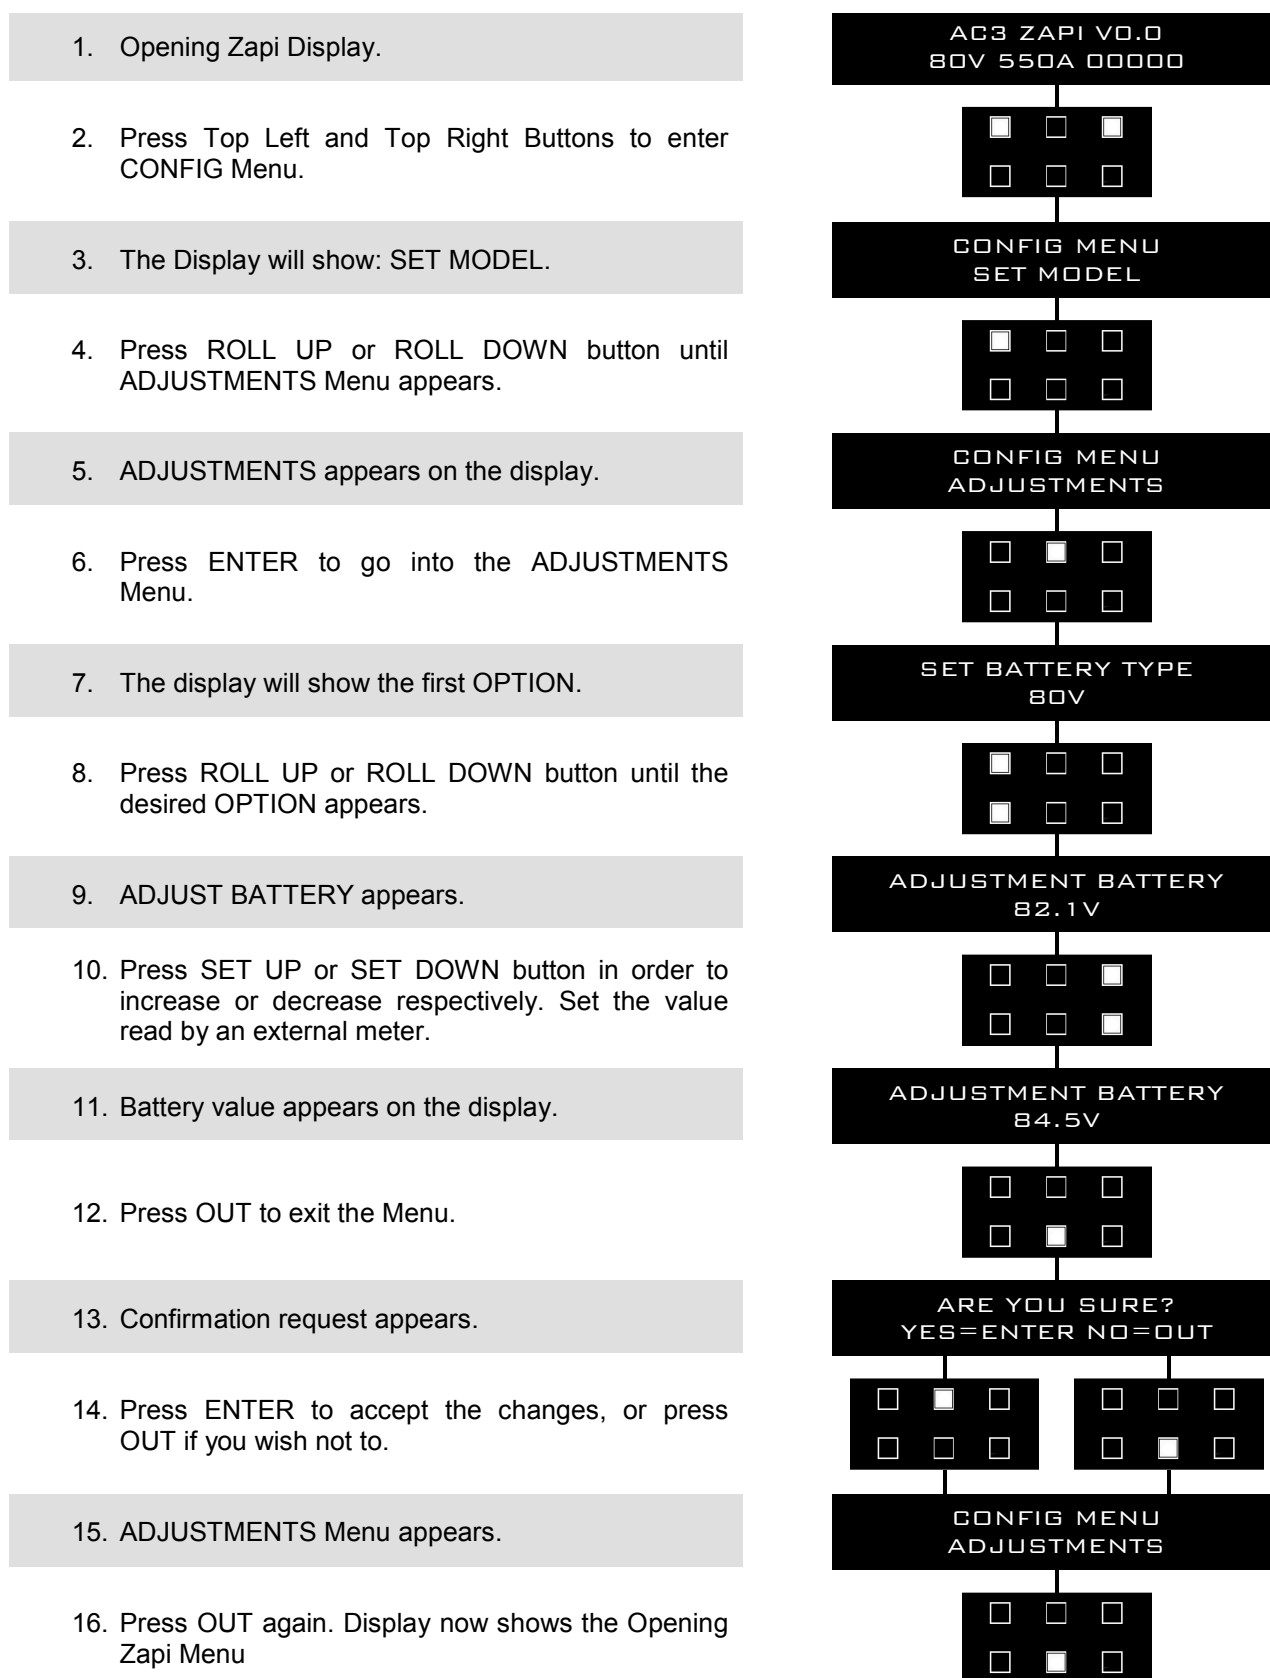 1. Opening Zapi Display.
AC3 ZAPI V0.0
80V 550A 00000
2. Press Top Left and Top Right Buttons to enter
CONFIG Menu.
3. The Display will show: SET MODEL.
CONFIG MENU
SET MODEL
4. Press ROLL UP or ROLL DOWN button until
ADJUSTMENTS Menu appears.
5. ADJUSTMENTS appears on the display.
CONFIG MENU
ADJUSTMENTS
6. Press ENTER to go into the ADJUSTMENTS
Menu.
7. The display will show the first OPTION.
SET BATTERY TYPE
80V
8. Press ROLL UP or ROLL DOWN button until the
desired OPTION appears.
9. ADJUST BATTERY appears.
ADJUSTMENT BATTERY
82.1V
10. Press SET UP or SET DOWN button in order to
increase or decrease respectively. Set the value
read by an external meter.
11. Battery value appears on the display.
ADJUSTMENT BATTERY
84.5V
12. Press OUT to exit the Menu.
13. Confirmation request appears.
ARE YOU SURE?
YES=ENTER NO=OUT
14. Press ENTER to accept the changes, or press
OUT if you wish not to.
15. ADJUSTMENTS Menu appears.
CONFIG MENU
ADJUSTMENTS
16. Press OUT again. Display now shows the Opening
Zapi Menu